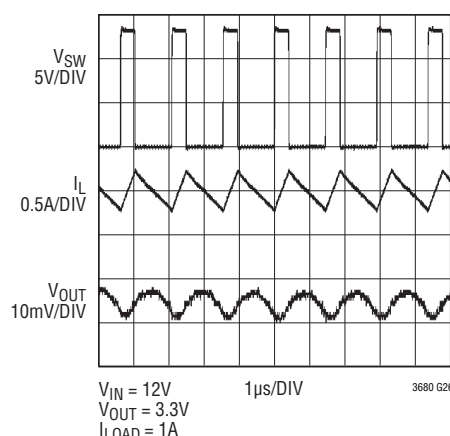 VSW
5V/DIV
IL
0.5A/DIV
VOUT
10mV/DIV
VIN = 12V
VOUT = 3.3V
ILOAD = 1A
1µs/DIV
3680 G26